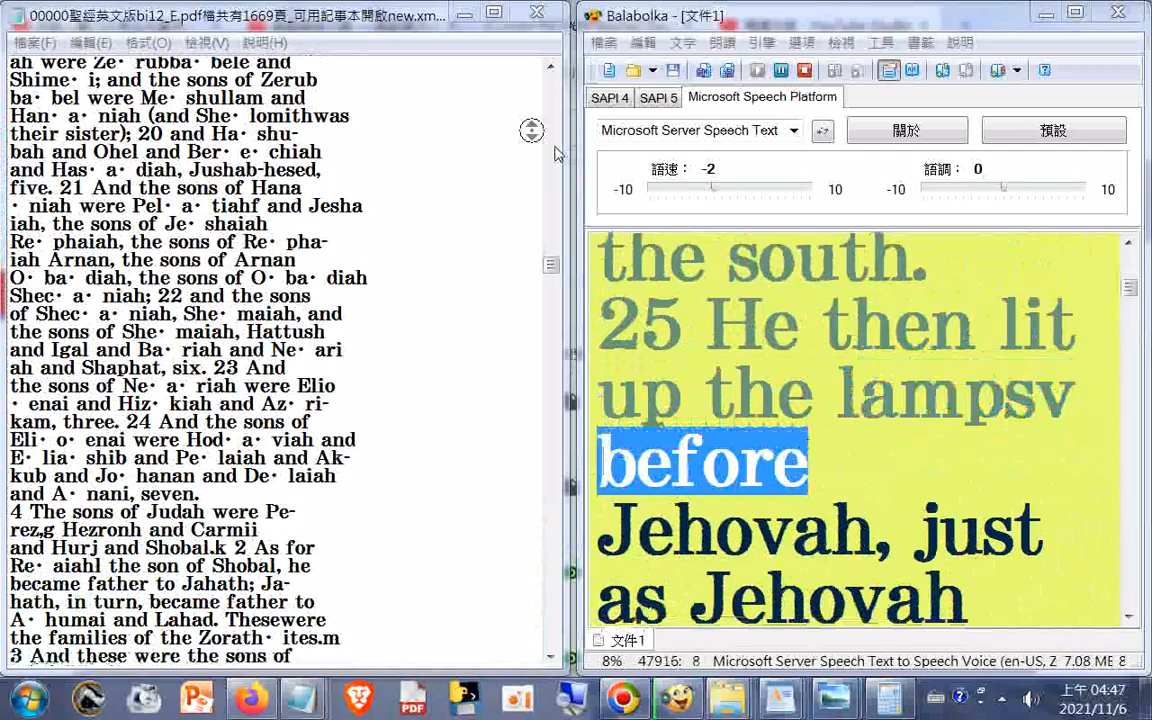 00000聖經英文版bi12_E.pdf檔共有1669頁_可用記事本開啟new.xm...
檔案(F) 編輯(E) 格式(O) 檢視(V) 說明(H)
ah were Ze· rubba· bele and
Shime· i; and the sons of Zerub
ba· bel were Me· shullam and
Han· a· niah (and She· lomithwas
their sister); 20 and Ha· shu-
bah and Ohel and Ber· e· chiah
and Has· a· diah, Jushab-hesed,
five. 21 And the sons of Hana
· niah were Pel· a· tiahf and Jesha
iah, the sons of Je· shaiah
Re· phaiah, the sons of Re· pha-
iah Arnan, the sons of Arnan
O· ba· diah, the sons of O· ba· diah
Shec· a· niah; 22 and the sons
of Shec· a· niah, She· maiah, and
the sons of She· maiah, Hattush
and Igal and Ba· riah and Ne· ari
ah and Shaphat, six. 23 And
the sons of Ne· a· riah were Elio
· enai and Hiz· kiah and Az· ri-
kam, three. 24 And the sons of
Eli· o· enai were Hod· a· viah and
E· lia· shib and Pe· laiah and Ak-
kub and Jo· hanan and De· laiah
and A· nani, seven.
4 The sons of Judah were Pe-
rez,g Hezronh and Carmii
and Hurj and Shobal.k 2 As for
Re· aiahl the son of Shobal, he
became father to Jahath; Ja-
hath, in turn, became father to
A· humai and Lahad. Thesewere
the families of the Zorath· ites.m
3 And these were the sons of
Balabolka - [文件1]
檔案 編輯 文字 朗讀 引擎 選項 檢視 工具 書籤 說明
SAPI 4 SAPI 5 Microsoft Speech Platform
Microsoft Server Speech Text 關於 預設
語速: -2 語調: 0
-10 10 -10 10
the south.
25 He then lit
up the lampsv
before
Jehovah, just
as Jehovah
文件1
8% 47916: 8 Microsoft Server Speech Text to Speech Voice (en-US, Z 7.08 ME 8
上午 04:47
2021/11/6